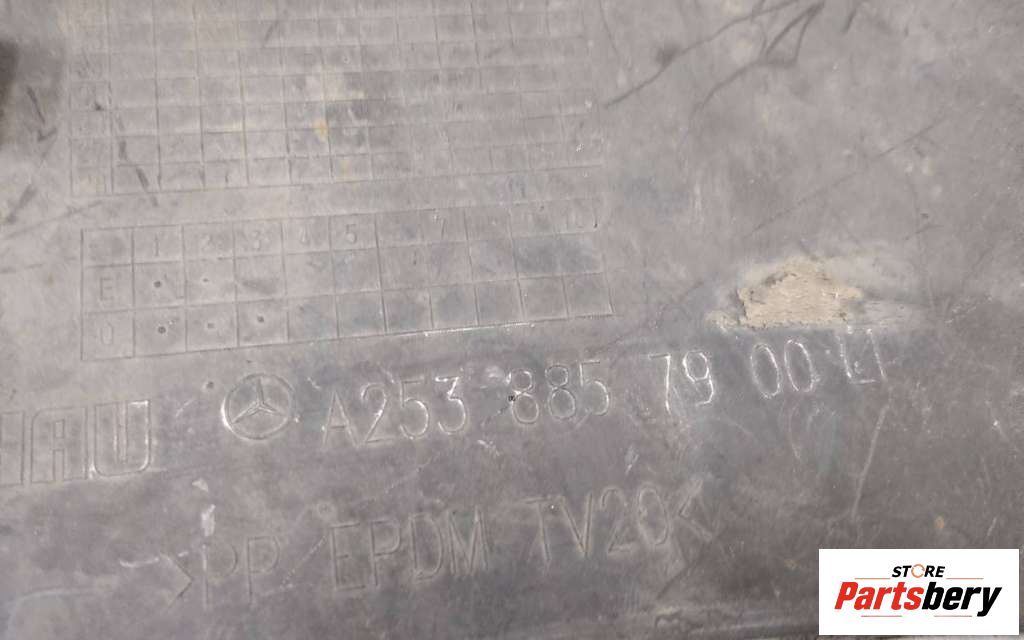 1 2 3 4 5 7
E
0
A253 885 79 00
>PP/EPDM TV20<
STORE
Partsbery